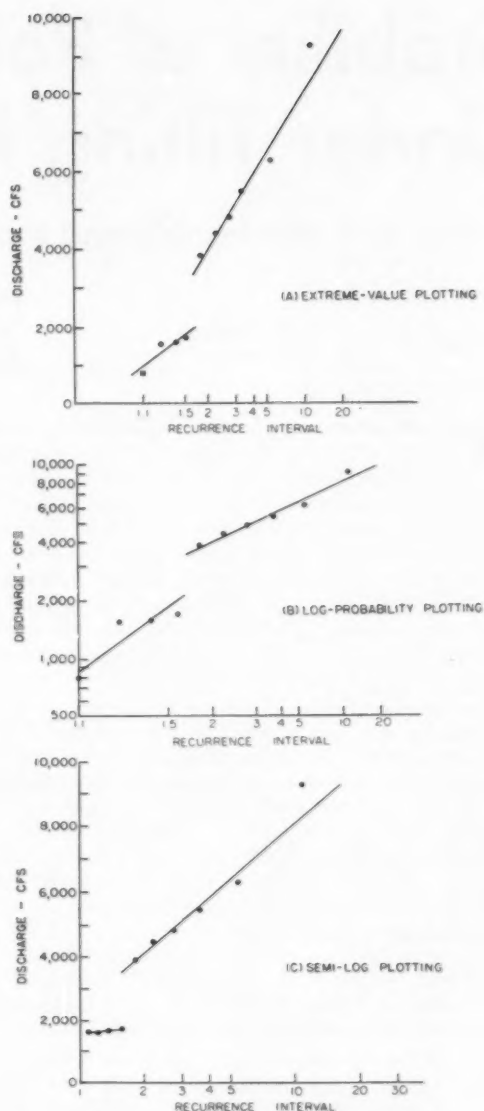 10,000
8,000
6,000
4,000
2,000
0
DISCHARGE - CFS
(A) EXTREME-VALUE PLOTTING
1.1 1.5 2 3 4 5 10 20
RECURRENCE INTERVAL
10,000
8,000
6,000
4,000
2,000
1,000
500
DISCHARGE - CFS
(B) LOG-PROBABILITY PLOTTING
1.1 1.5 2 3 4 5 10 20
RECURRENCE INTERVAL
10,000
8,000
6,000
4,000
2,000
0
DISCHARGE - CFS
(C) SEMI-LOG PLOTTING
1 2 3 4 5 10 20 30
RECURRENCE INTERVAL